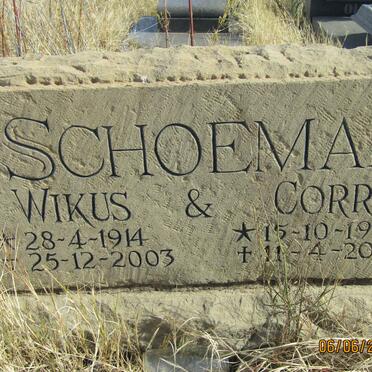 SCHOEMA
WIKUS & CORR
28-4-1914 ★ 15-10-19
25-12-2003 † 11-4-20
06/06/2